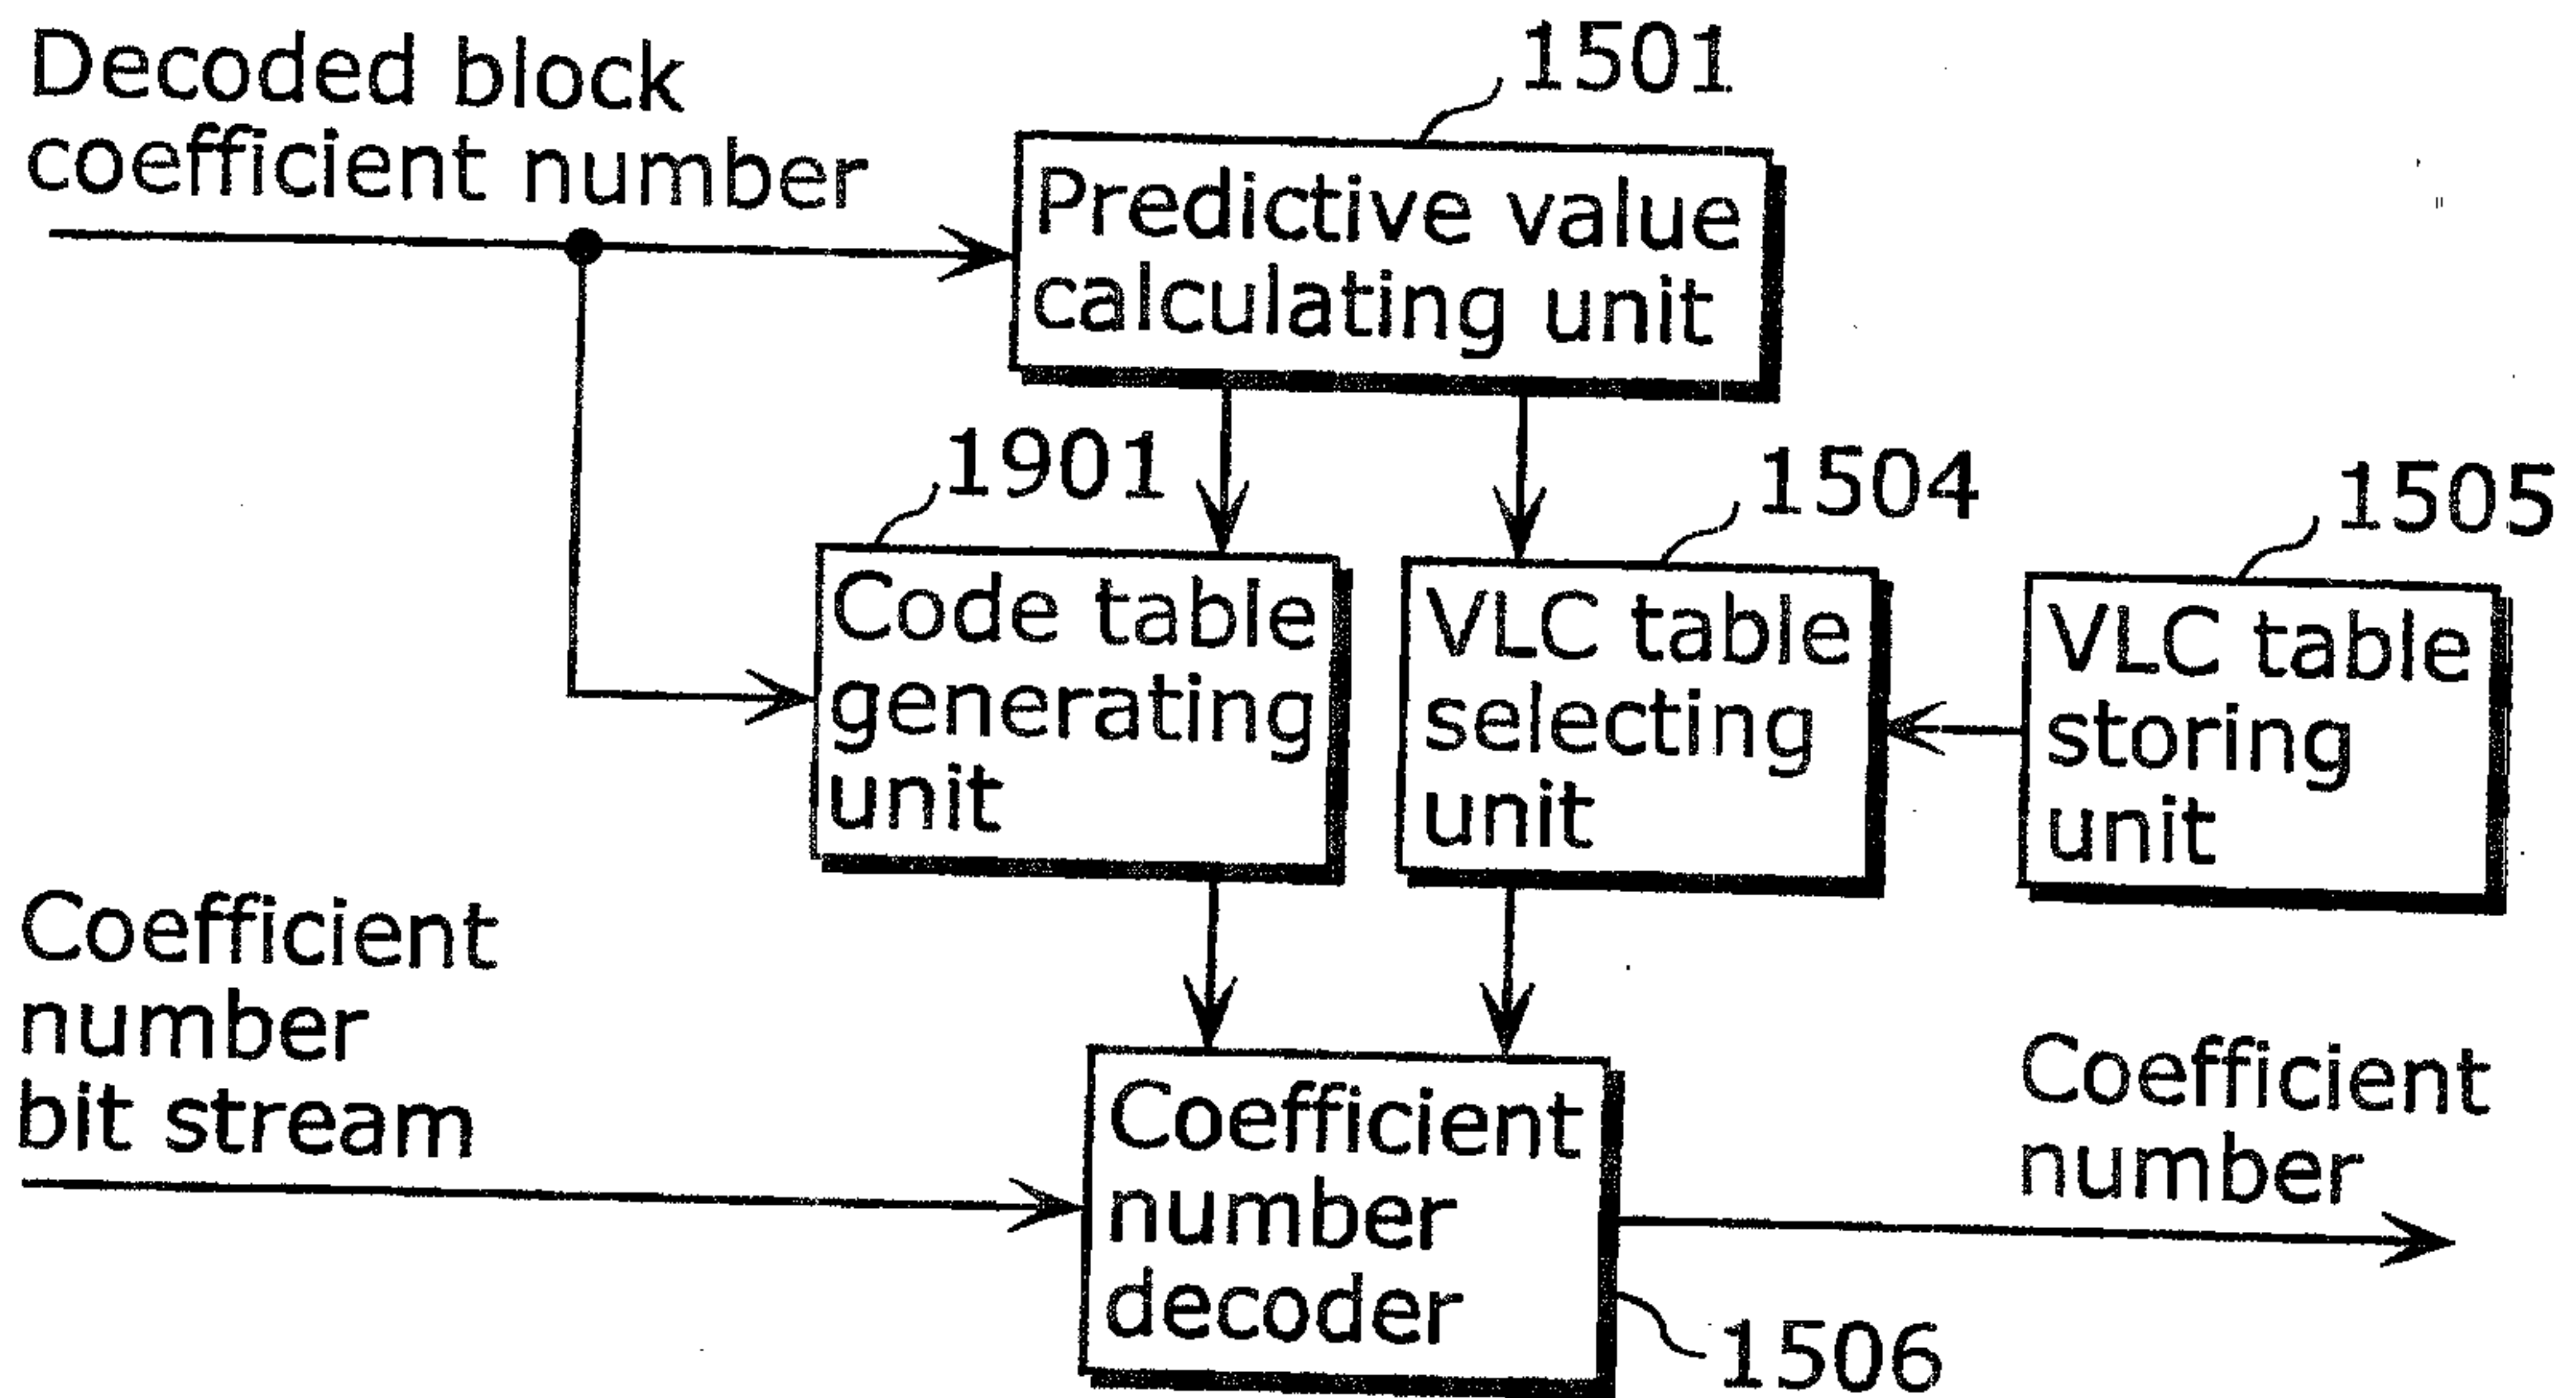 Decoded block
coefficient number
1501
Predictive value
calculating unit
1901
1504
1505
Code table
generating
unit
VLC table
selecting
unit
VLC table
storing
unit
Coefficient
number
bit stream
Coefficient
number
decoder
Coefficient
number
1506